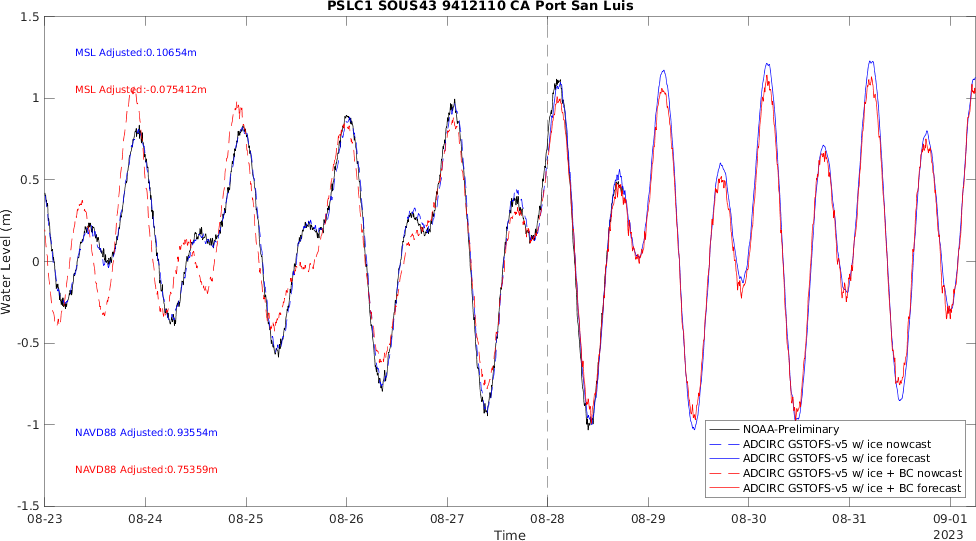 PSLC1 SOUS43 9412110 CA Port San Luis
1.5
1
0.5
0
-0.5
-1
-1.5
Water Level (m)
MSL Adjusted:0.10654m
MSL Adjusted:-0.075412m
NAVD88 Adjusted:0.93554m
NAVD88 Adjusted:0.75359m
NOAA-Preliminary
ADCIRC GSTOFS-v5 w/ ice nowcast
ADCIRC GSTOFS-v5 w/ ice forecast
ADCIRC GSTOFS-v5 w/ ice + BC nowcast
ADCIRC GSTOFS-v5 w/ ice + BC forecast
08-23 08-24 08-25 08-26 08-27 08-28 08-29 08-30 08-31 09-01
2023
Time